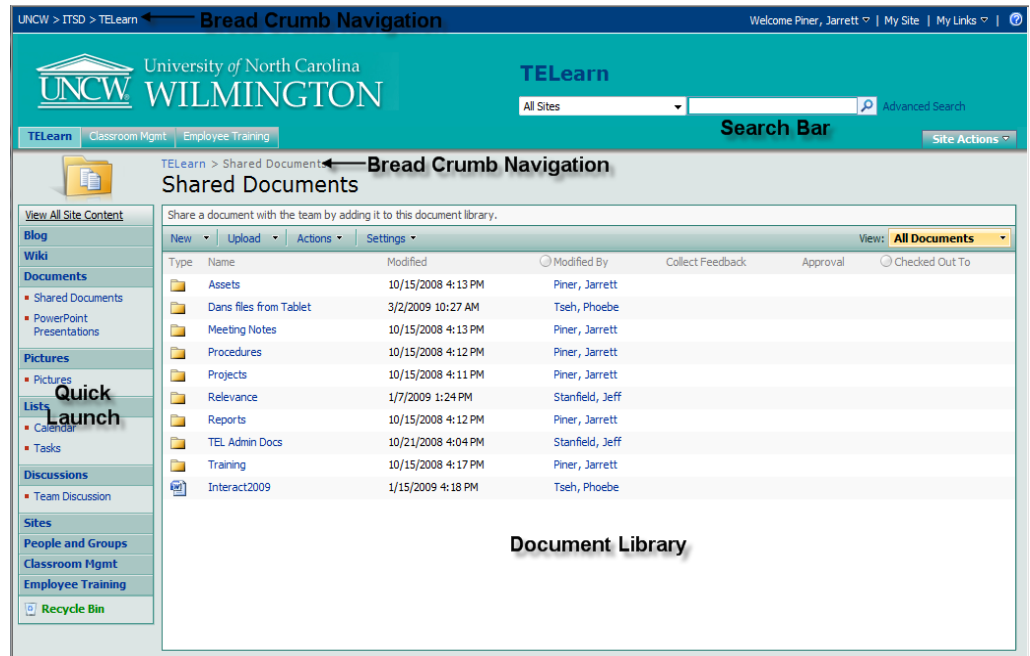 UNCW > ITSD > TELearn Bread Crumb Navigation Welcome Piner, Jarrett | My Site | My Links |
University of North Carolina
UNCW WILMINGTON
TELearn
All Sites Advanced Search
Search Bar
TELearn Classroom Mgmt Employee Training Site Actions
TELearn > Shared Documents Bread Crumb Navigation
Shared Documents
View All Site Content
Blog
Wiki
Documents
Shared Documents
PowerPoint
Presentations
Pictures
Pictures
Quick
Lists
Launch
Calendar
Tasks
Discussions
Team Discussion
Sites
People and Groups
Classroom Mgmt
Employee Training
Recycle Bin
Share a document with the team by adding it to this document library.
New Upload Actions Settings View: All Documents
Type Name Modified Modified By Collect Feedback Approval Checked Out To
Assets 10/15/2008 4:13 PM Piner, Jarrett
Dans files from Tablet 3/2/2009 10:27 AM Tseh, Phoebe
Meeting Notes 10/15/2008 4:13 PM Piner, Jarrett
Procedures 10/15/2008 4:12 PM Piner, Jarrett
Projects 10/15/2008 4:11 PM Piner, Jarrett
Relevance 1/7/2009 1:24 PM Stanfield, Jeff
Reports 10/15/2008 4:12 PM Piner, Jarrett
TEL Admin Docs 10/21/2008 4:04 PM Stanfield, Jeff
Training 10/15/2008 4:17 PM Piner, Jarrett
Interact2009 1/15/2009 4:18 PM Tseh, Phoebe
Document Library